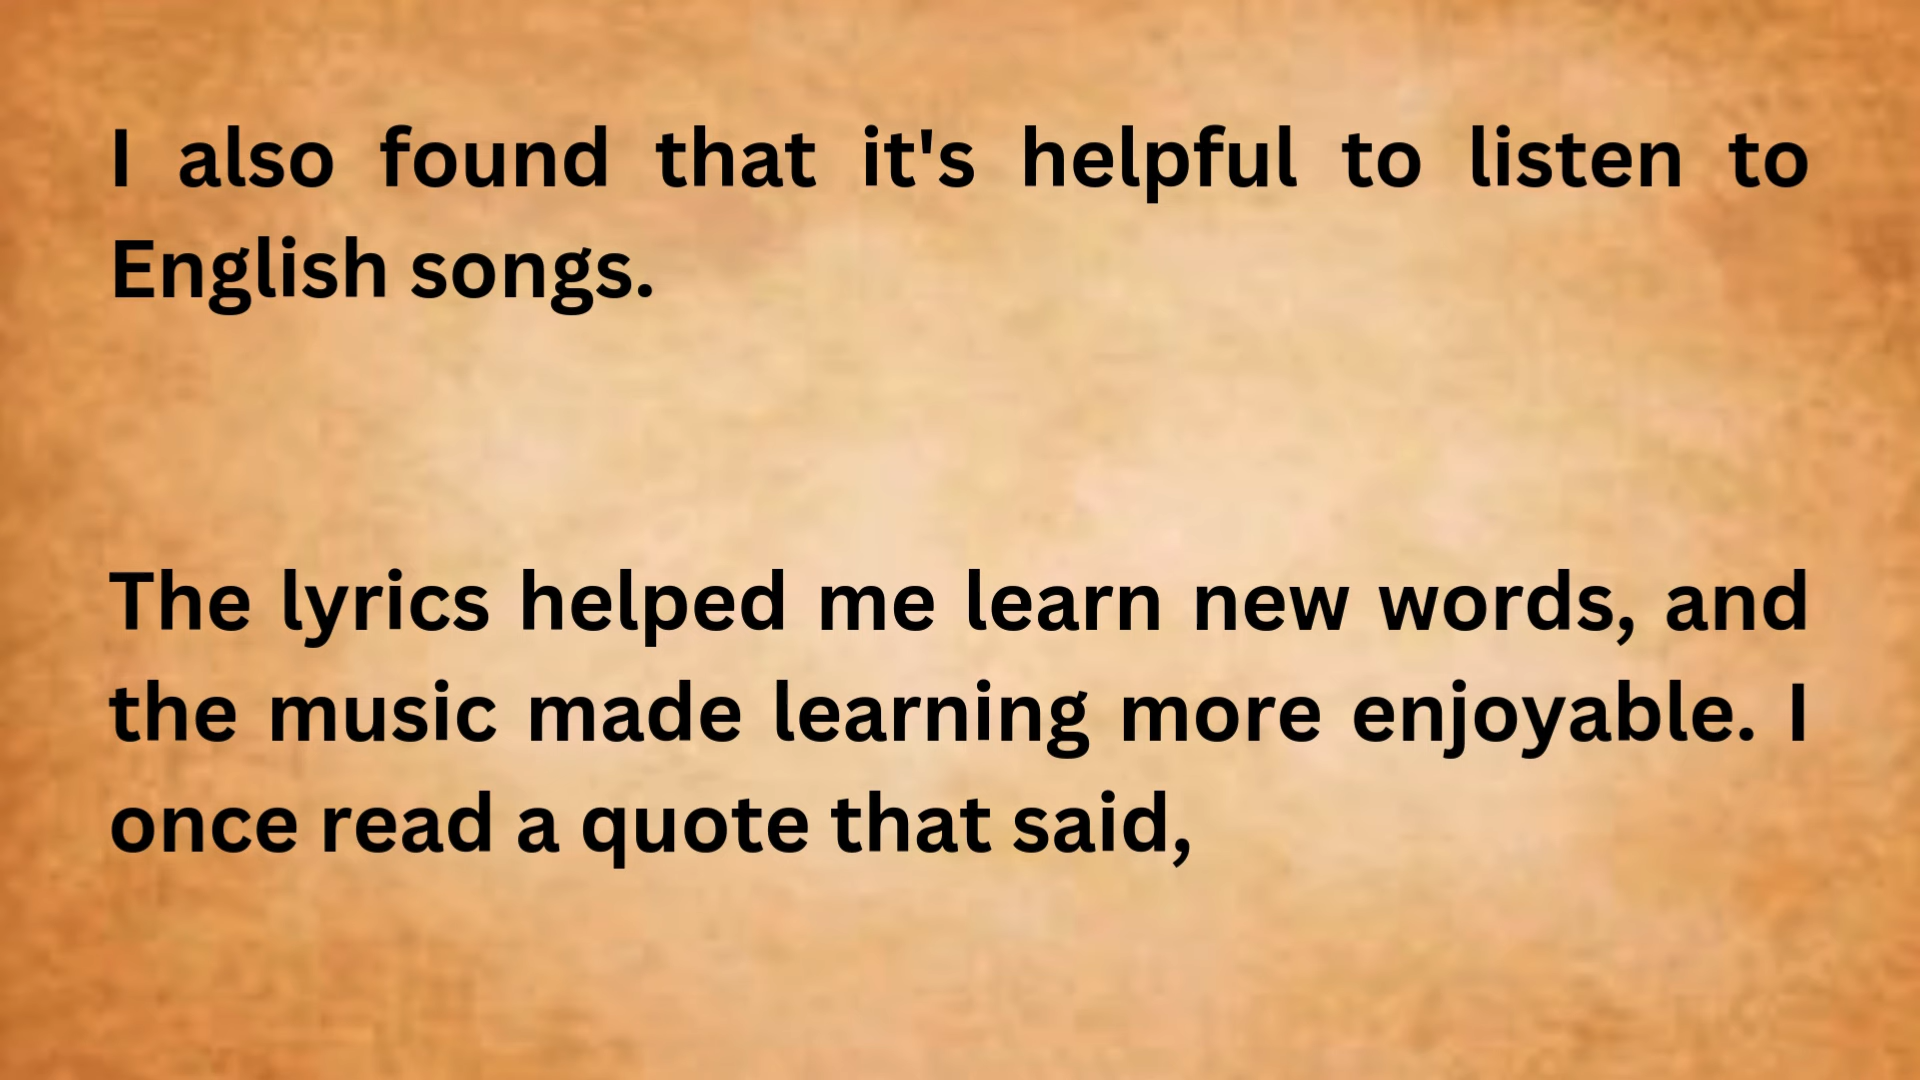 I also found that it's helpful to listen to
English songs.
The lyrics helped me learn new words, and
the music made learning more enjoyable. I
once read a quote that said,